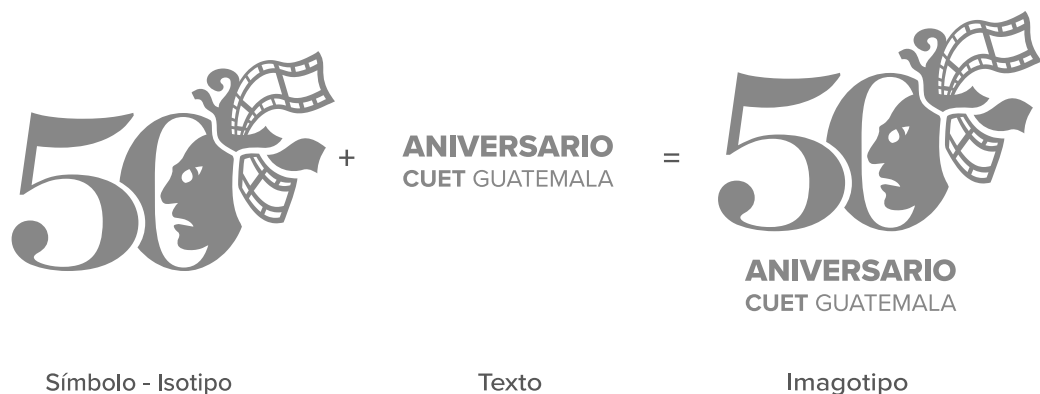 50
+
ANIVERSARIO
CUET GUATEMALA
=
50
ANIVERSARIO
CUET GUATEMALA
Símbolo - Isotipo
Texto
Imagotipo